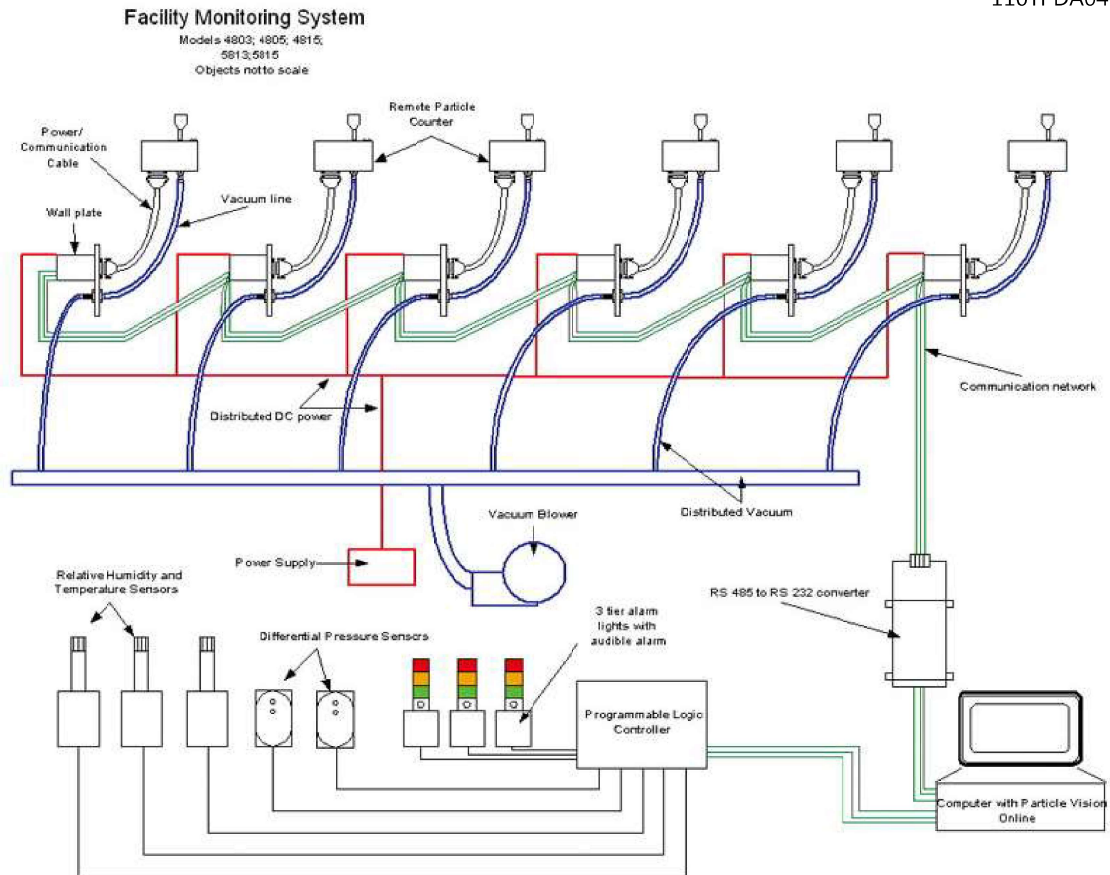 Facility Monitoring System
Models 4803; 4805; 4815;
5813;5815
Objects notto scale
Remote Particle
Counter
Power/
Communication
Cable
Vacuum line
Wall plate
Communication network
Distributed DC power
Distributed Vacuum
Vacuum Blower
Power Supply
RS 485 to RS 232 converter
Relative Humidity and
Temperature Sensors
3 tier alarm
lights with
audible alarm
Differential Pressure Sensors
Programmable Logic
Controller
Computer with Particle Vision
Online